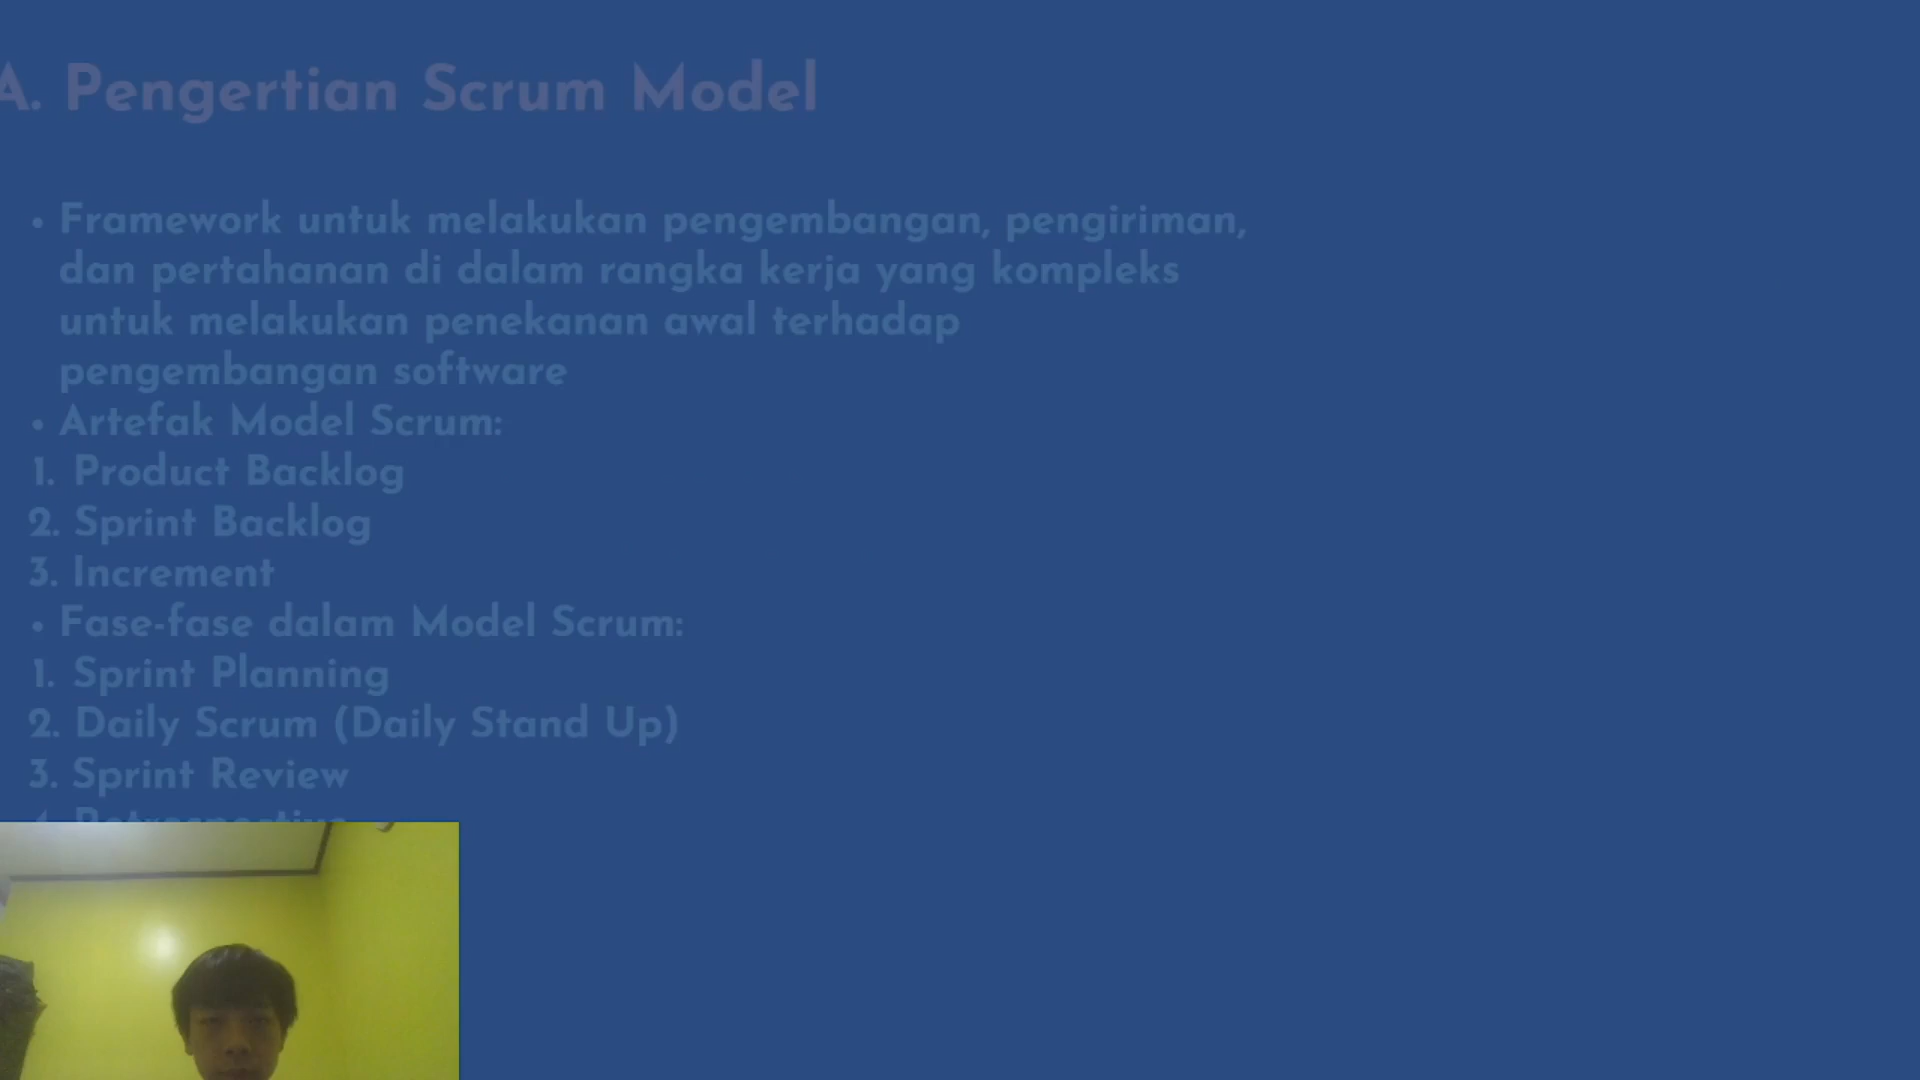 A. Pengertian Scrum Model
• Framework untuk melakukan pengembangan, pengiriman,
dan pertahanan di dalam rangka kerja yang kompleks
untuk melakukan penekanan awal terhadap
pengembangan software
• Artefak Model Scrum:
1. Product Backlog
2. Sprint Backlog
3. Increment
• Fase-fase dalam Model Scrum:
1. Sprint Planning
2. Daily Scrum (Daily Stand Up)
3. Sprint Review
4. Retrospective